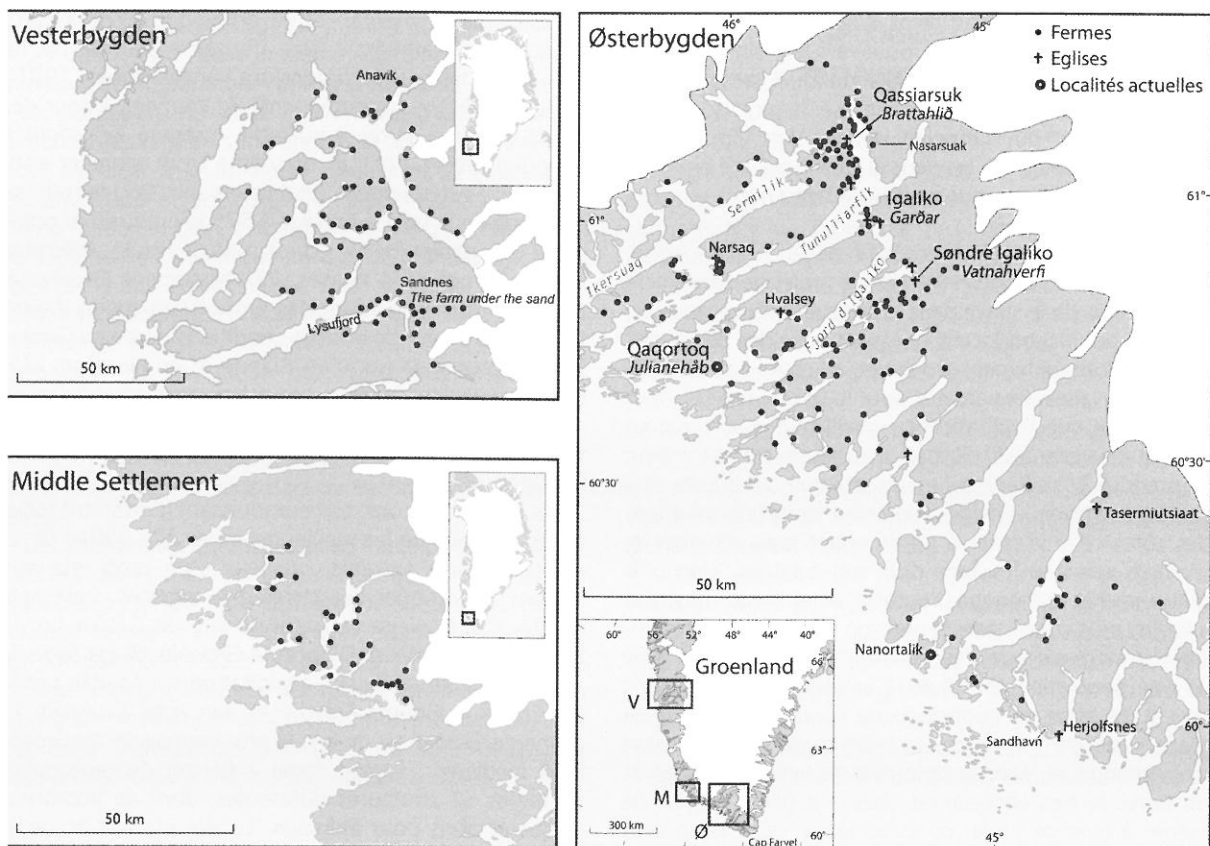 Vesterbygden
Anavik
Sandnes
The farm under the sand
Lysufjord
50 km
Middle Settlement
50 km
Østerbygden
46°
45°
Fermes
Eglises
Localités actuelles
Qassiarsuk
Brattahlið
Nasarsuak
Sermilik
Tunulliarfik
Igaliko
Garðar
61°
61°
Narsaq
Ikersuaq
Søndre Igaliko
Vatnahverfi
Hvalsey
Fjord d'Igaliko
Qaqortoq
Julianehåb
60°30
60°30
Tasermiutsiaat
50 km
Nanortalik
Sandhavn
Herjolfsnes
60°
45°
60°
56°
52°
48°
44°
40°
Groenland
66°
V
63°
M
Ø
300 km
60°
Cap Farvel